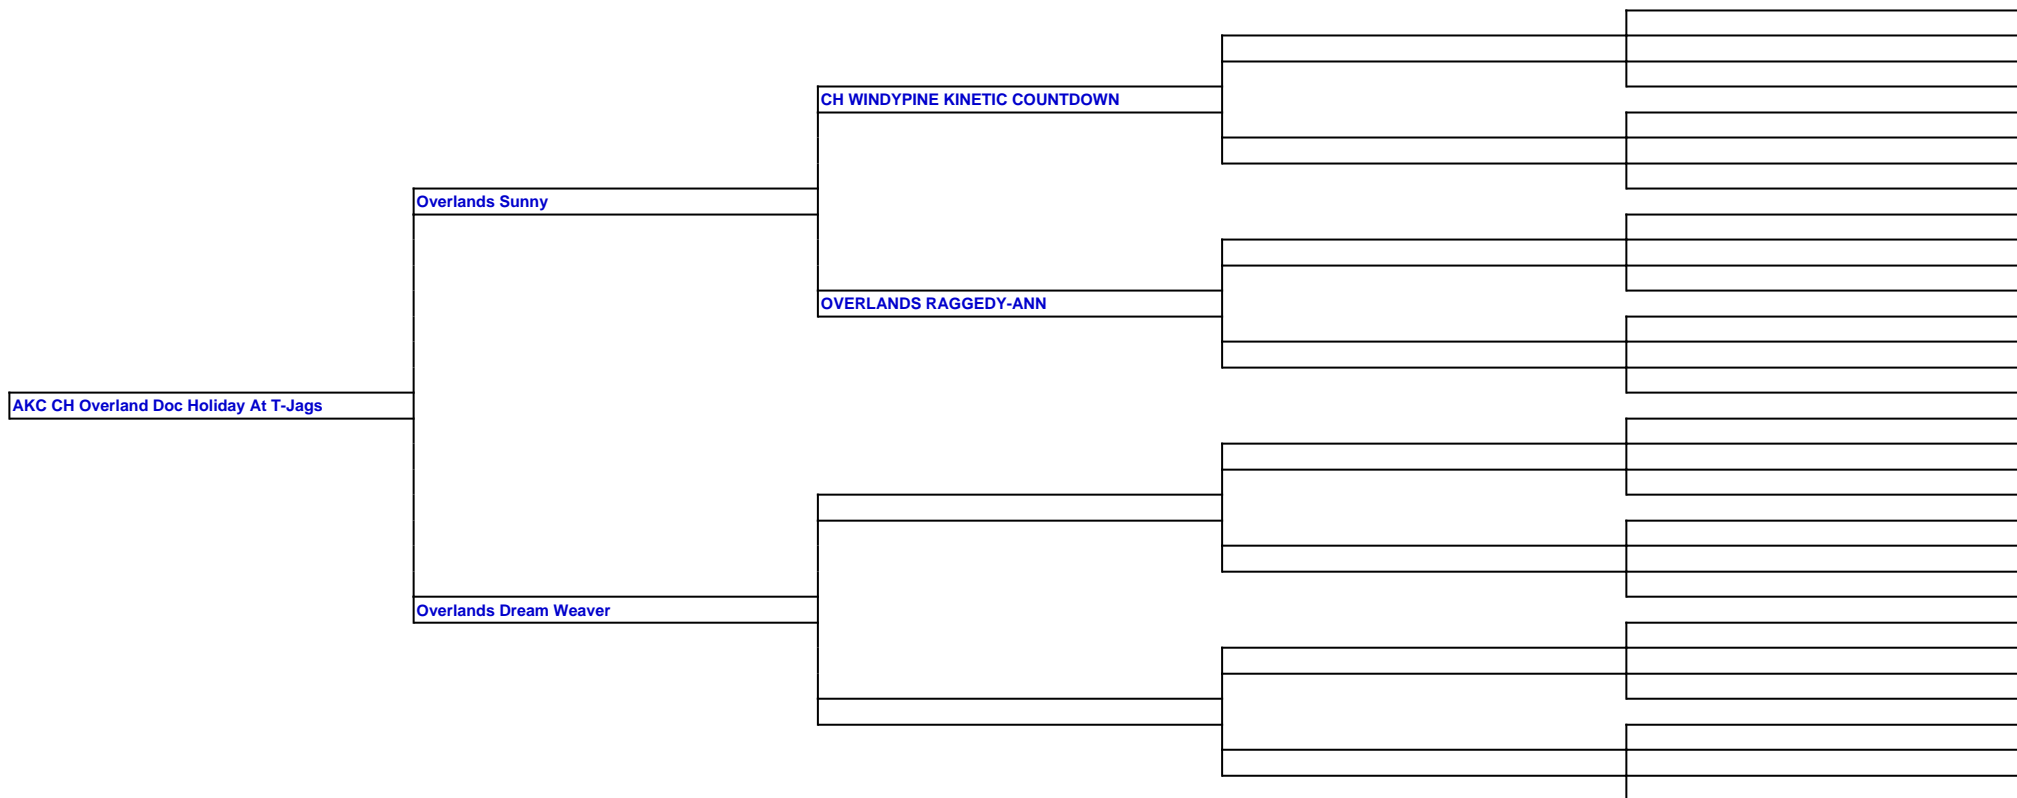 CH WINDYPINE KINETIC COUNTDOWN
Overlands Sunny
OVERLANDS RAGGEDY-ANN
AKC CH Overland Doc Holiday At T-Jags
Overlands Dream Weaver